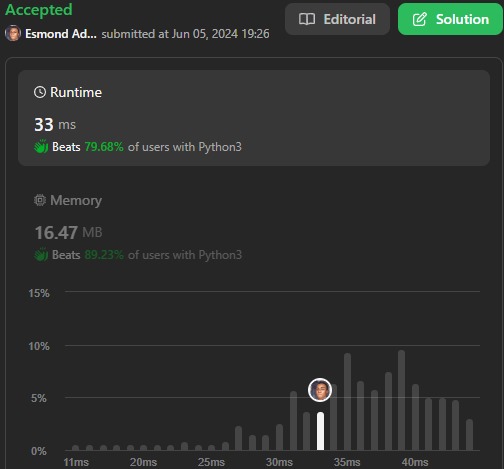 Accepted
Editorial
Solution
Esmond Ad... submitted at Jun 05, 2024 19:26
Runtime
33 ms
Beats 79.68% of users with Python3
Memory
16.47 MB
Beats 89.23% of users with Python3
15%
10%
5%
0%
11ms 20ms 25ms 30ms 35ms 40ms